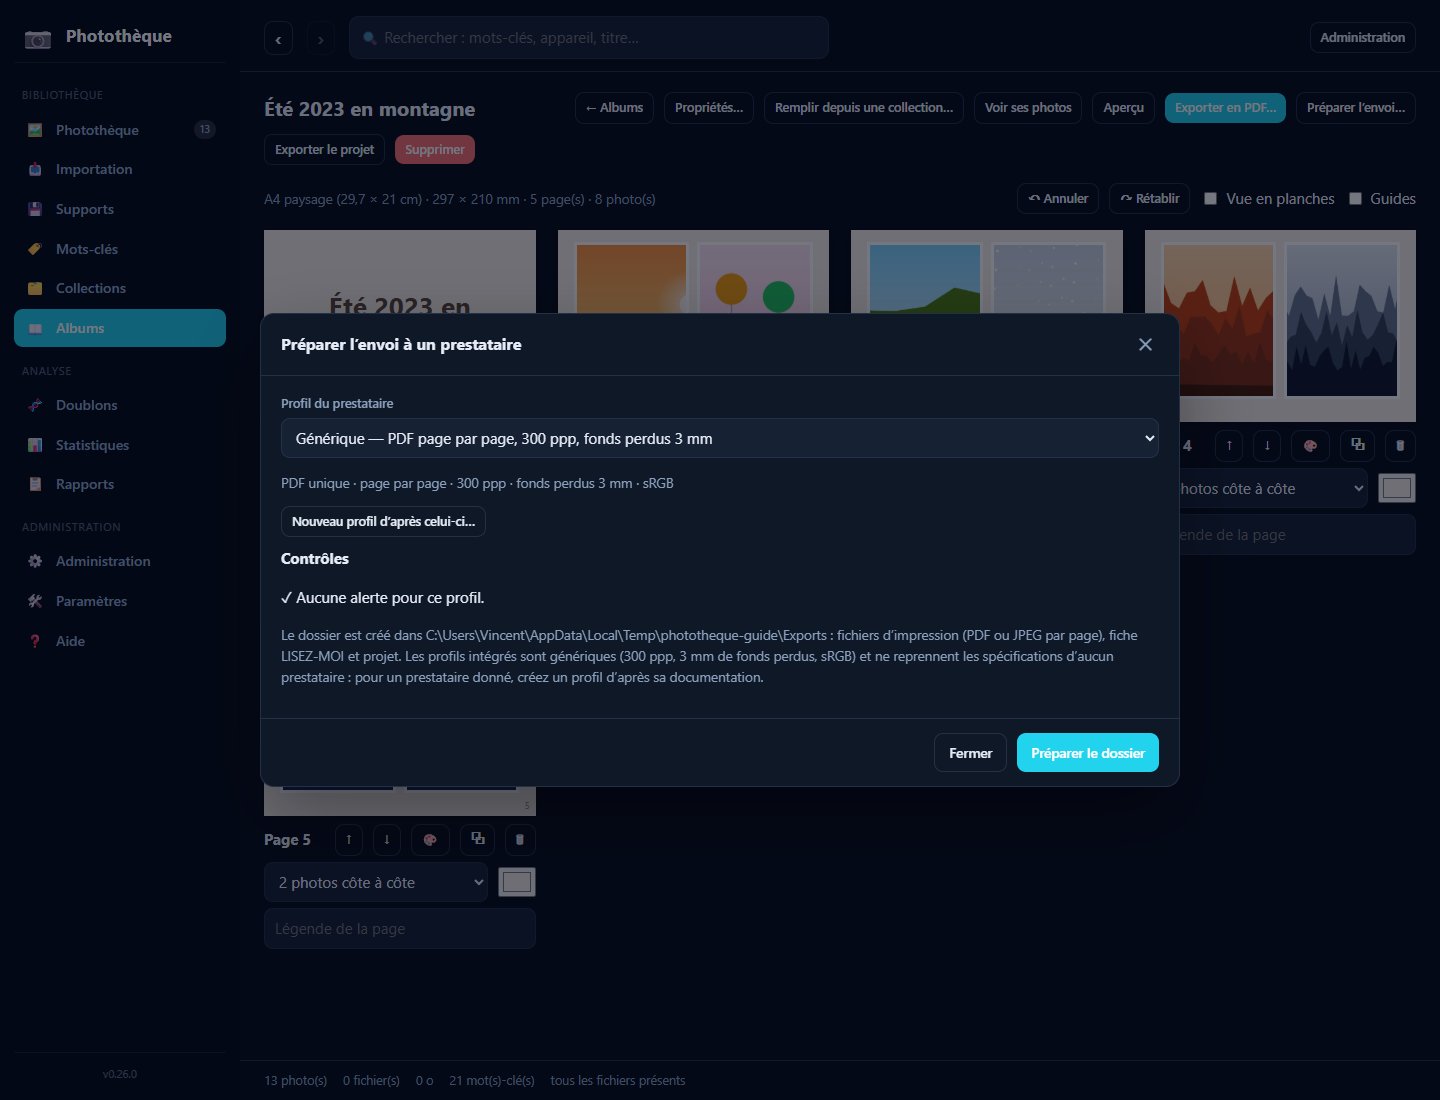 Photothèque
BIBLIOTHÈQUE
Photothèque 13
Importation
Supports
Mots-clés
Collections
Albums
ANALYSE
Doublons
Statistiques
Rapports
ADMINISTRATION
Administration
Paramètres
Aide
v0.26.0
Rechercher : mots-clés, appareil, titre...
Administration
Été 2023 en montagne
← Albums
Propriétés...
Remplir depuis une collection...
Voir ses photos
Aperçu
Exporter en PDF...
Préparer l’envoi...
Exporter le projet
Supprimer
A4 paysage (29,7 × 21 cm) · 297 × 210 mm · 5 page(s) · 8 photo(s)
↶ Annuler
↷ Rétablir
Vue en planches
Guides
Été 2023 en
Préparer l’envoi à un prestataire
Profil du prestataire
Générique — PDF page par page, 300 ppp, fonds perdus 3 mm
PDF unique · page par page · 300 ppp · fonds perdus 3 mm · sRGB
Nouveau profil d’après celui-ci...
Contrôles
✓ Aucune alerte pour ce profil.
Le dossier est créé dans C:\Users\Vincent\AppData\Local\Temp\phototheque-guide\Exports : fichiers d’impression (PDF ou JPEG par page), fiche
LISEZ-MOI et projet. Les profils intégrés sont génériques (300 ppp, 3 mm de fonds perdus, sRGB) et ne reprennent les spécifications d’aucun
prestataire : pour un prestataire donné, créez un profil d’après sa documentation.
Fermer
Préparer le dossier
4 ↑ ↓
hotos côte à côte
ende de la page
5
Page 5 ↑ ↓
2 photos côte à côte
Légende de la page
13 photo(s) 0 fichier(s) 0 o 21 mot(s)-clé(s) tous les fichiers présents